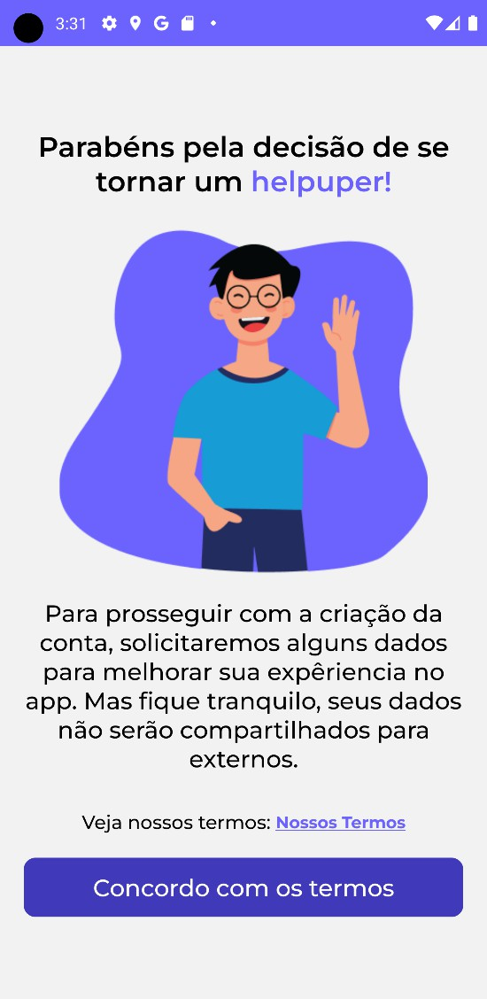 3:31
Parabéns pela decisão de se
tornar um helpuper!
Para prosseguir com a criação da
conta, solicitaremos alguns dados
para melhorar sua expêriencia no
app. Mas fique tranquilo, seus dados
não serão compartilhados para
externos.
Veja nossos termos: Nossos Termos
Concordo com os termos